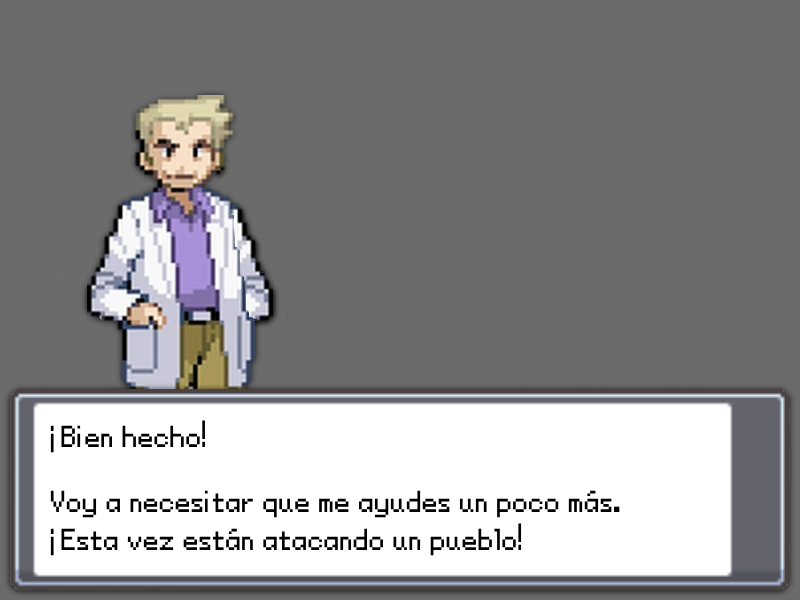 ¡Bien hecho!
Voy a necesitar que me ayudes un poco más.
¡Esta vez están atacando un pueblo!